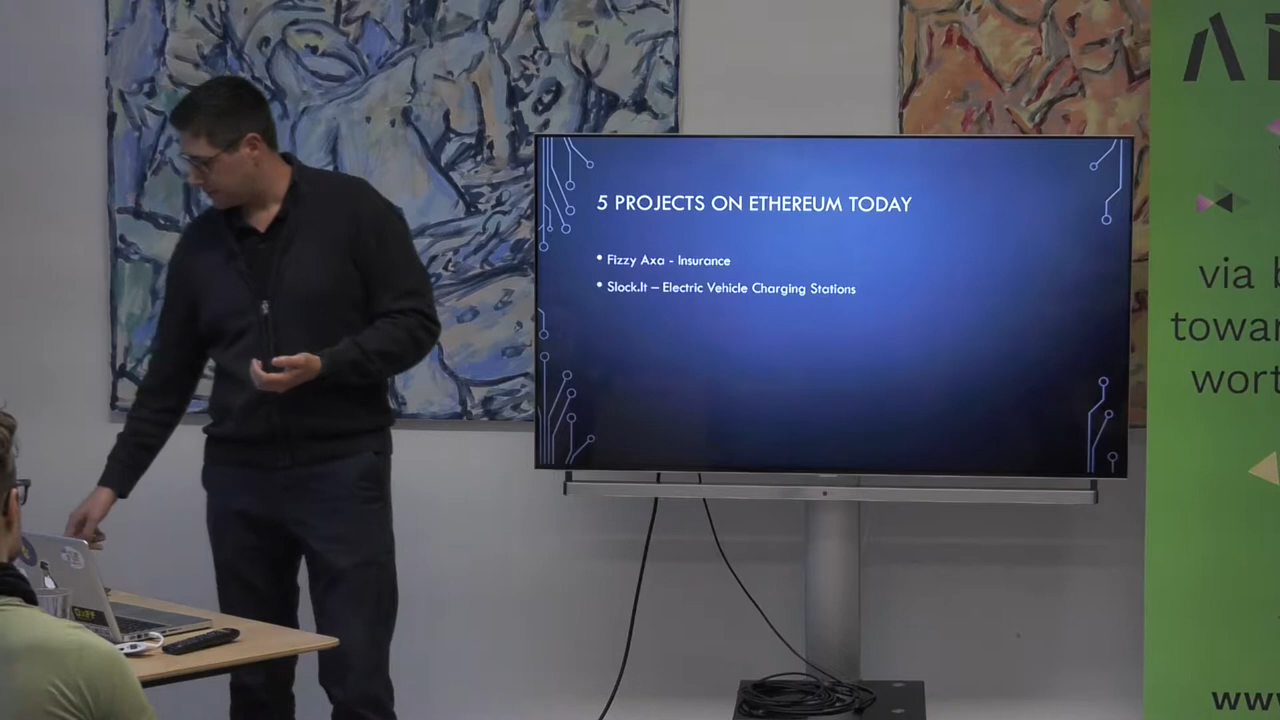 5 PROJECTS ON ETHEREUM TODAY
• Fizzy Axa - Insurance
• Slock.It – Electric Vehicle Charging Stations
via
towar
wort
www